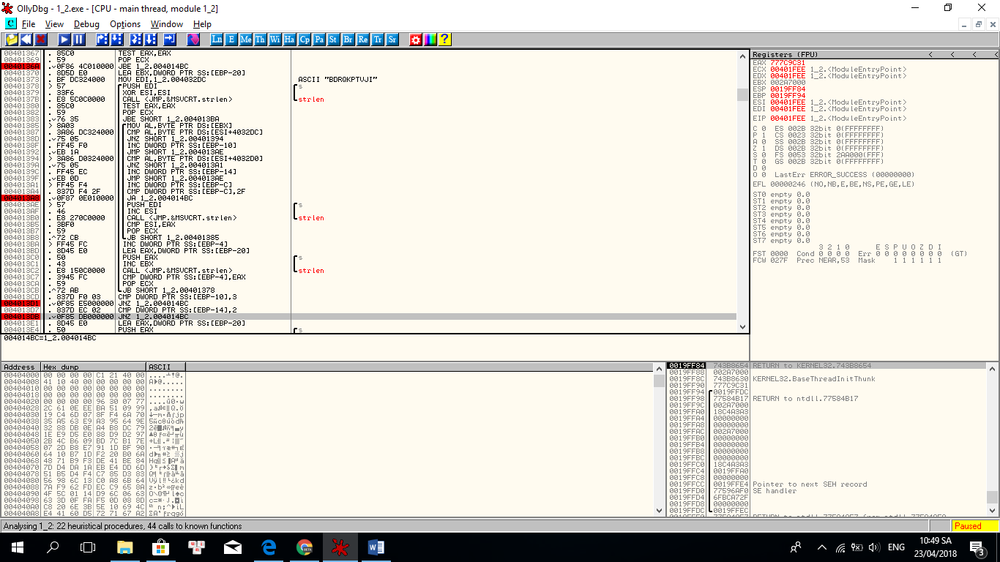 OllyDbg - 1_2.exe - [CPU - main thread, module 1_2]
C File View Debug Options Window Help
Ln E Me Th Wi Ha Cp Pa St Br Re Tr Sr ?
00401367 . 85C0 TEST EAX,EAX
00401369 . 59 POP ECX
0040136A .v0F86 4C010000 JBE 1_2.004014BC
00401370 . 8D5D E0 LEA EBX,DWORD PTR SS:[EBP-20]
00401373 . BF DC324000 MOV EDI,1_2.004032DC ASCII "BDRQKPTVJI"
00401378 > 57 PUSH EDI s
00401379 . 33F6 XOR ESI,ESI
0040137B . E8 5C0C0000 CALL <JMP.&MSVCRT.strlen> strlen
00401380 . 85C0 TEST EAX,EAX
00401382 . 59 POP ECX
00401383 .v76 35 JBE SHORT 1_2.004013BA
00401385 > 8A03 MOV AL,BYTE PTR DS:[EBX]
00401387 . 3A86 DC324000 CMP AL,BYTE PTR DS:[ESI+4032DC]
0040138D .v75 05 JNZ SHORT 1_2.00401394
0040138F . FF45 F0 INC DWORD PTR SS:[EBP-10]
00401392 .vEB 1A JMP SHORT 1_2.004013AE
00401394 > 3A86 D0324000 CMP AL,BYTE PTR DS:[ESI+4032D0]
0040139A .v75 05 JNZ SHORT 1_2.004013A1
0040139C . FF45 EC INC DWORD PTR SS:[EBP-14]
0040139F .vEB 0D JMP SHORT 1_2.004013AE
004013A1 > FF45 F4 INC DWORD PTR SS:[EBP-C]
004013A4 . 837D F4 2F CMP DWORD PTR SS:[EBP-C],2F
004013A8 .v0F87 0E010000 JA 1_2.004014BC
004013AE > 57 PUSH EDI s
004013AF . 46 INC ESI
004013B0 . E8 270C0000 CALL <JMP.&MSVCRT.strlen> strlen
004013B5 . 3BF0 CMP ESI,EAX
004013B7 . 59 POP ECX
004013B8 .^72 CB JB SHORT 1_2.00401385
004013BA > FF45 FC INC DWORD PTR SS:[EBP-4]
004013BD . 8D45 E0 LEA EAX,DWORD PTR SS:[EBP-20]
004013C0 . 50 PUSH EAX s
004013C1 . 43 INC EBX
004013C2 . E8 150C0000 CALL <JMP.&MSVCRT.strlen> strlen
004013C7 . 3945 FC CMP DWORD PTR SS:[EBP-4],EAX
004013CA . 59 POP ECX
004013CB .^72 AB JB SHORT 1_2.00401378
004013CD . 837D F0 03 CMP DWORD PTR SS:[EBP-10],3
004013D1 .v0F85 E5000000 JNZ 1_2.004014BC
004013D7 . 837D EC 02 CMP DWORD PTR SS:[EBP-14],2
004013DB .v0F85 DB000000 JNZ 1_2.004014BC
004013E1 . 8D45 E0 LEA EAX,DWORD PTR SS:[EBP-20]
004013E4 . 50 PUSH EAX s
004014BC=1_2.004014BC
Registers (FPU) < < < <
EAX 777C9C31
ECX 00401FEE 1_2.<ModuleEntryPoint>
EDX 00401FEE 1_2.<ModuleEntryPoint>
EBX 002A7000
ESP 0019FF84
EBP 0019FF94
ESI 00401FEE 1_2.<ModuleEntryPoint>
EDI 00401FEE 1_2.<ModuleEntryPoint>
EIP 00401FEE 1_2.<ModuleEntryPoint>
C 0 ES 002B 32bit 0(FFFFFFFF)
P 1 CS 0023 32bit 0(FFFFFFFF)
A 0 SS 002B 32bit 0(FFFFFFFF)
Z 1 DS 002B 32bit 0(FFFFFFFF)
S 0 FS 0053 32bit 2AA000(FFF)
T 0 GS 002B 32bit 0(FFFFFFFF)
D 0
O 0 LastErr ERROR_SUCCESS (00000000)
EFL 00000246 (NO,NB,E,BE,NS,PE,GE,LE)
ST0 empty 0.0
ST1 empty 0.0
ST2 empty 0.0
ST3 empty 0.0
ST4 empty 0.0
ST5 empty 0.0
ST6 empty 0.0
ST7 empty 0.0
3 2 1 0 E S P U O Z D I
FST 0000 Cond 0 0 0 0 Err 0 0 0 0 0 0 0 0 (GT)
FCW 027F Prec NEAR,53 Mask 1 1 1 1 1 1
Address Hex dump ASCII
00404000 00 00 00 00 C1 21 40 00
00404008 41 10 40 00 00 00 00 00
00404010 00 00 00 00 00 00 00 00
00404018 00 00 00 00 00 00 00 00
00404020 00 00 00 00 96 30 07 77
00404028 2C 61 0E EE BA 51 09 99
00404030 19 C4 6D 07 8F F4 6A 70
00404038 35 A5 63 E9 A3 95 64 9E
00404040 32 88 DB 0E A4 B8 DC 79
00404048 1E E9 D5 E0 88 D9 D2 97
00404050 2B 4C B6 09 BD 7C B1 7E
00404058 07 2D B8 E7 91 1D BF 90
00404060 64 10 B7 1D F2 20 B0 6A
00404068 48 71 B9 F3 DE 41 BE 84
00404070 7D D4 DA 1A EB E4 DD 6D
00404078 51 B5 D4 F4 C7 85 D3 83
00404080 56 98 6C 13 C0 A8 6B 64
00404088 7A F9 62 FD EC C9 65 8A
00404090 4F 5C 01 14 D9 6C 06 63
00404098 63 3D 0F FA F5 0D 08 8D
004040A0 C8 20 6E 3B 5E 10 69 4C
004040A8 E4 41 60 D5 72 71 67 A2
0019FF84 743B8654 RETURN to KERNEL32.743B8654
0019FF88 002A7000
0019FF8C 743B8630 KERNEL32.BaseThreadInitThunk
0019FF90 777C9C31
0019FF94 0019FFDC
0019FF98 77584B17 RETURN to ntdll.77584B17
0019FF9C 002A7000
0019FFA0 18C4A3A3
0019FFA4 00000000
0019FFA8 00000000
0019FFAC 002A7000
0019FFB0 00000000
0019FFB4 00000000
0019FFB8 00000000
0019FFBC 00000000
0019FFC0 18C4A3A3
0019FFC4 0019FFA0
0019FFC8 00000000
0019FFCC 0019FFE4 Pointer to next SEH record
0019FFD0 77596AF0 SE handler
0019FFD4 6FBCA72F
0019FFD8 00000000
0019FFDC 0019FFEC
Analysing 1_2: 22 heuristical procedures, 44 calls to known functions
Paused
ENG
10:49 SA
23/04/2018
3